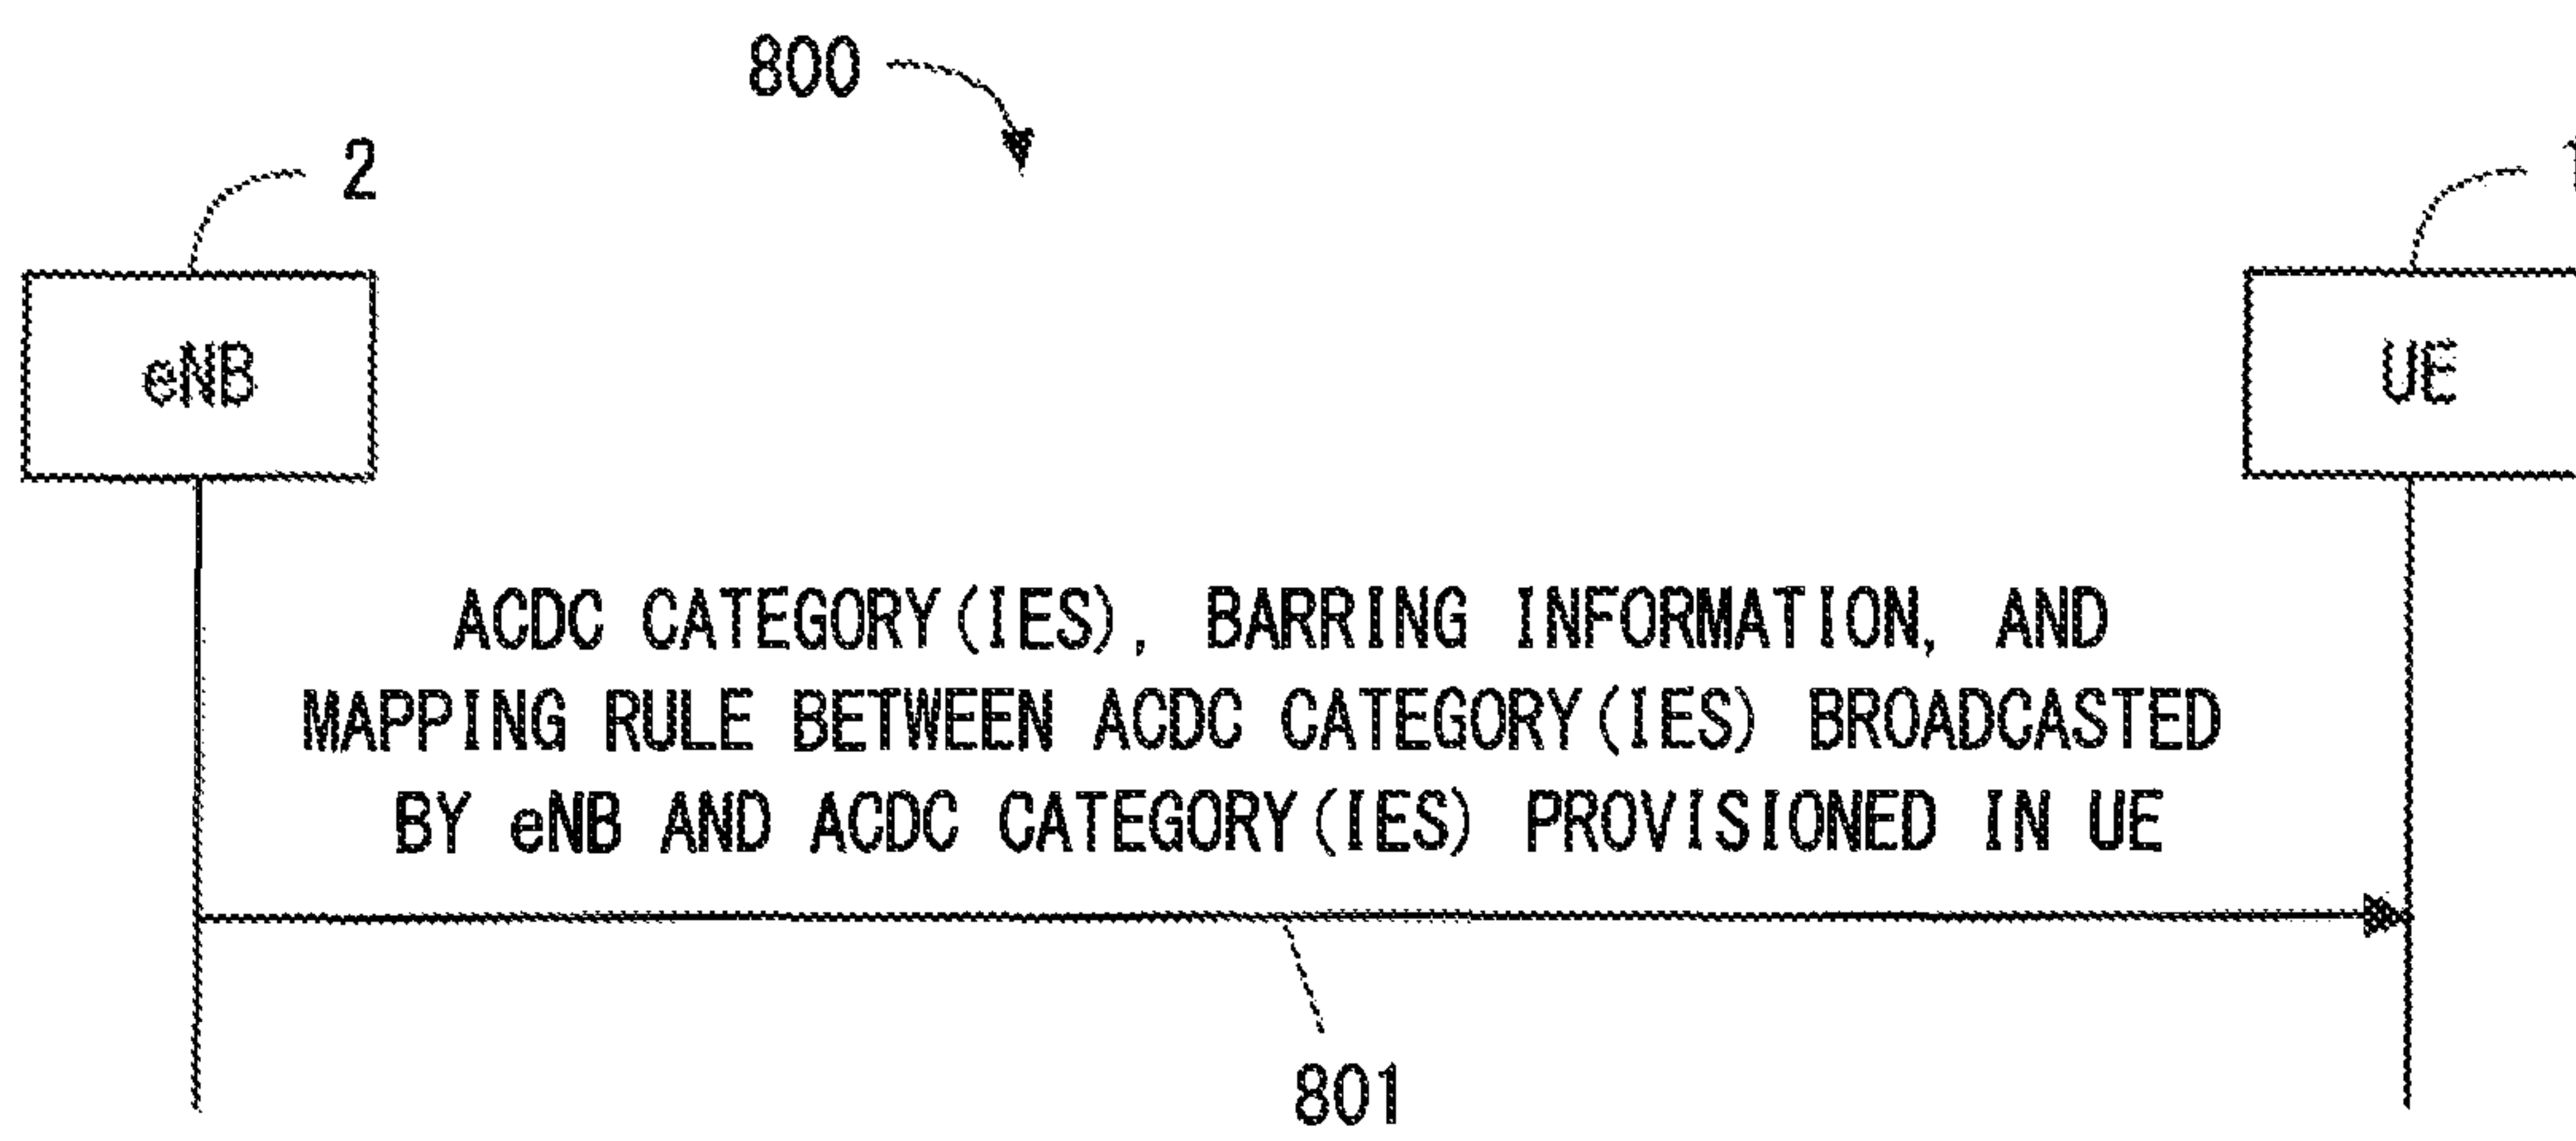 800
2
1
eNB
UE
ACDC CATEGORY(IES), BARRING INFORMATION, AND
MAPPING RULE BETWEEN ACDC CATEGORY(IES) BROADCASTED
BY eNB AND ACDC CATEGORY(IES) PROVISIONED IN UE
801